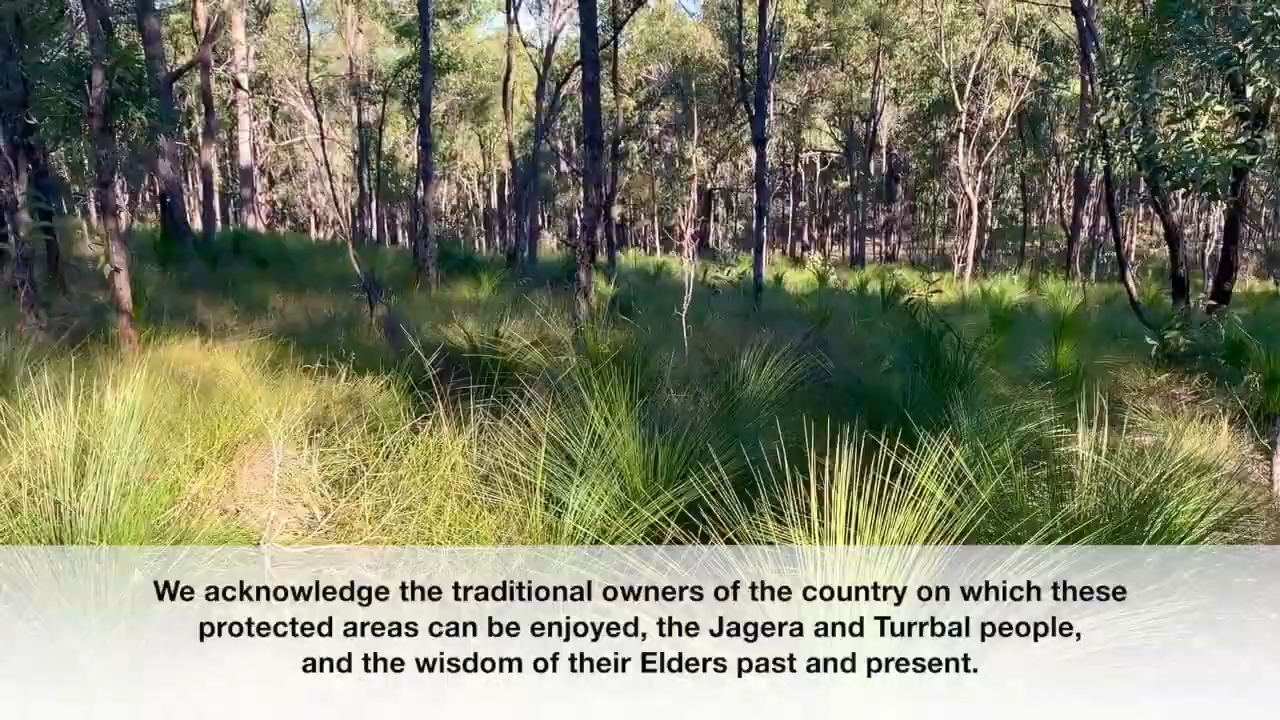 We acknowledge the traditional owners of the country on which these
protected areas can be enjoyed, the Jagera and Turrbal people,
and the wisdom of their Elders past and present.